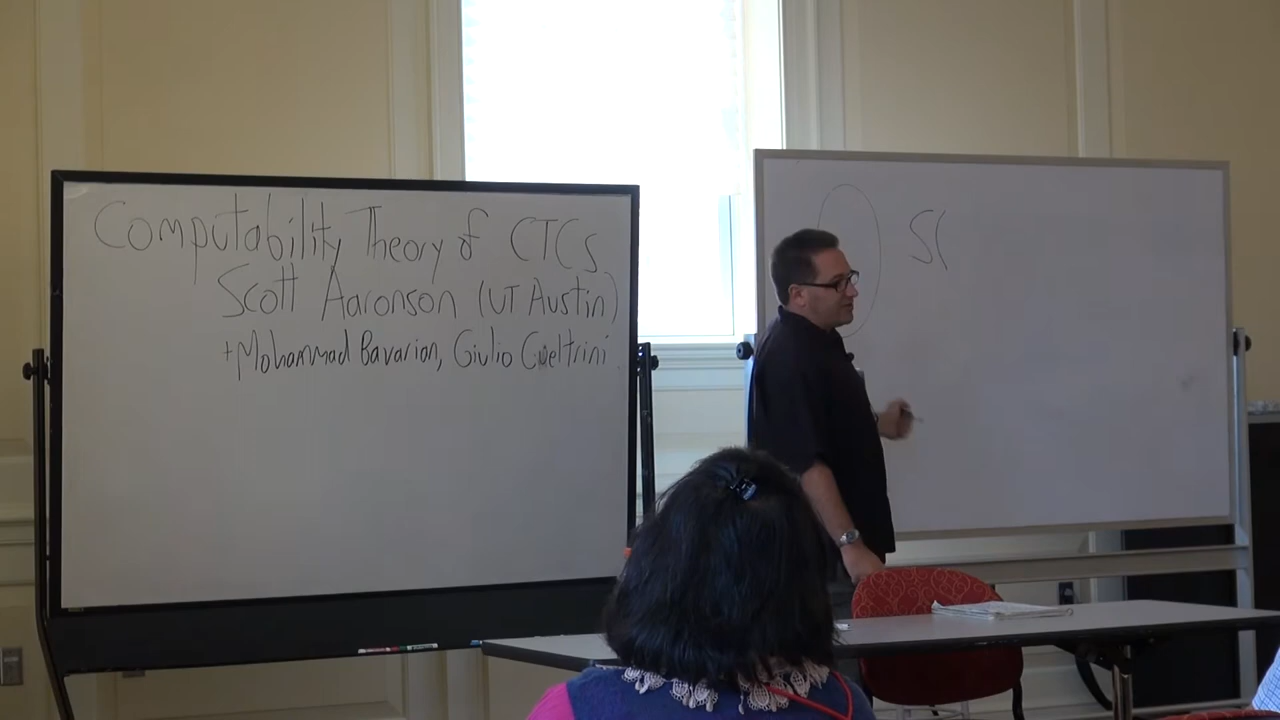 Computability Theory of CTCs
Scott Aaronson (UT Austin)
+Mohammad Bavarian, Giulio Gueltrini
S(